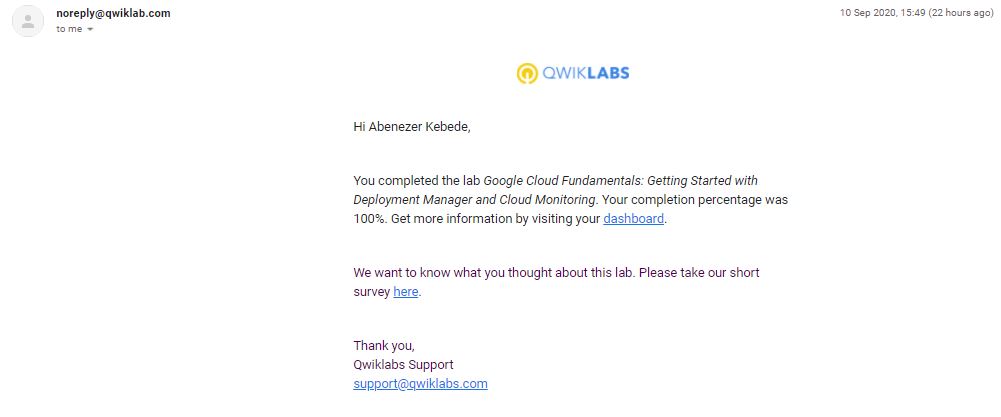 noreply@qwiklab.com
10 Sep 2020, 15:49 (22 hours ago)
to me
QWIKLABS
Hi Abenezer Kebede,
You completed the lab Google Cloud Fundamentals: Getting Started with
Deployment Manager and Cloud Monitoring. Your completion percentage was
100%. Get more information by visiting your dashboard.
We want to know what you thought about this lab. Please take our short
survey here.
Thank you,
Qwiklabs Support
support@qwiklabs.com